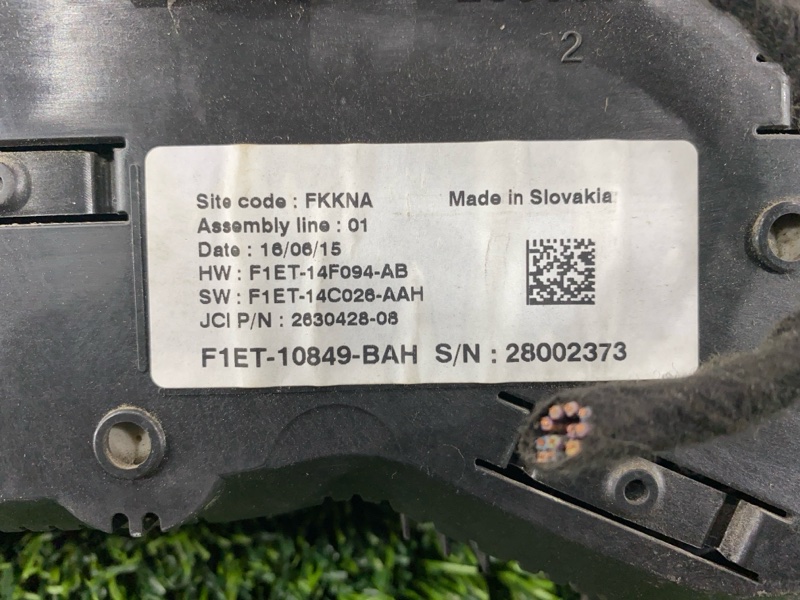 2
Site code : FKKNA Made in Slovakia
Assembly line : 01
Date : 16/06/15
HW : F1ET-14F094-AB
SW : F1ET-14C026-AAH
JCI P/N : 2630428-08
F1ET-10849-BAH S/N : 28002373